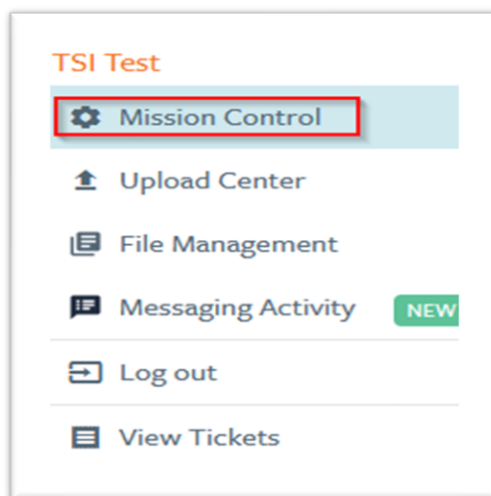 TSI Test
Mission Control
Upload Center
File Management
Messaging Activity NEW
Log out
View Tickets